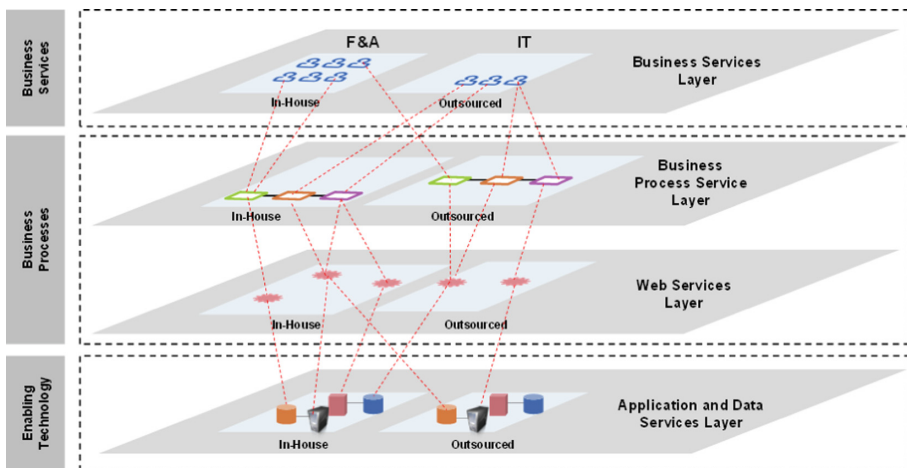 Business
Services
F&A
IT
In-House
Outsourced
Business Services
Layer
Business
Processes
In-House
Outsourced
Business
Process Service
Layer
In-House
Outsourced
Web Services
Layer
Enabling
Technology
In-House
Outsourced
Application and Data
Services Layer